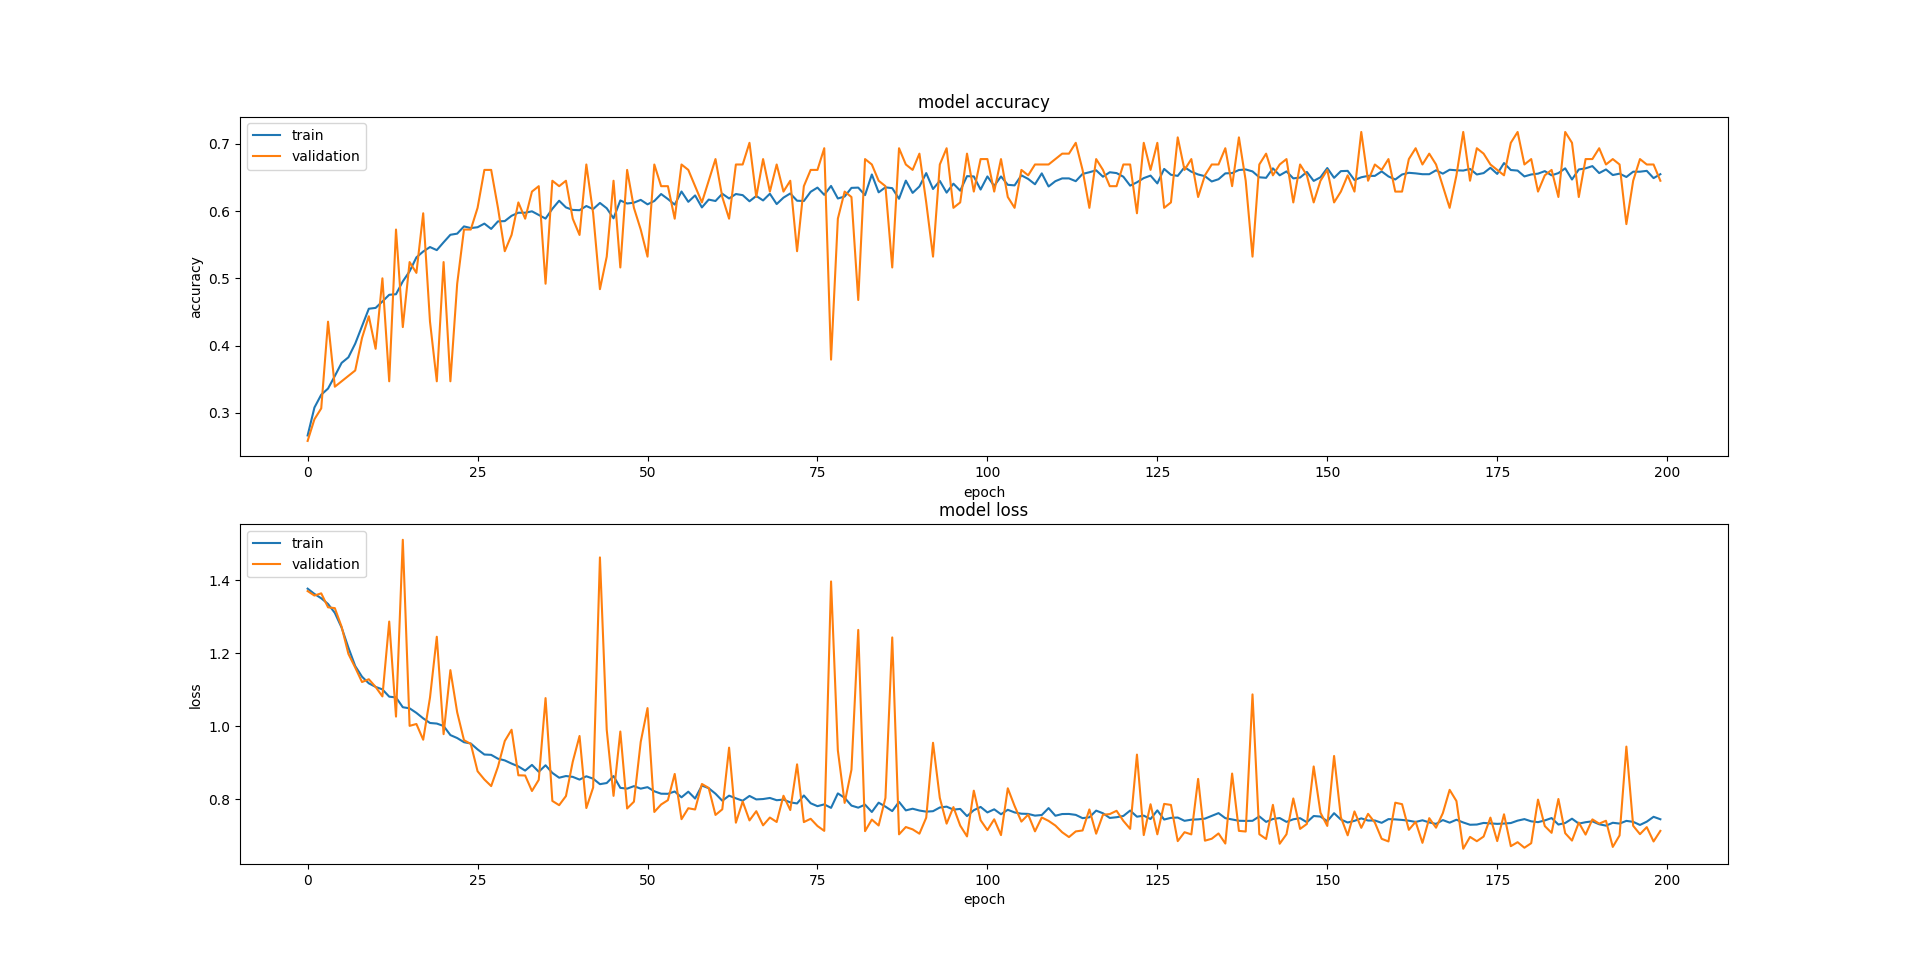 model accuracy
train
validation
0.7
0.6
0.5
0.4
0.3
accuracy
0 25 50 75 100 125 150 175 200
epoch
model loss
train
validation
1.4
1.2
1.0
0.8
loss
0 25 50 75 100 125 150 175 200
epoch